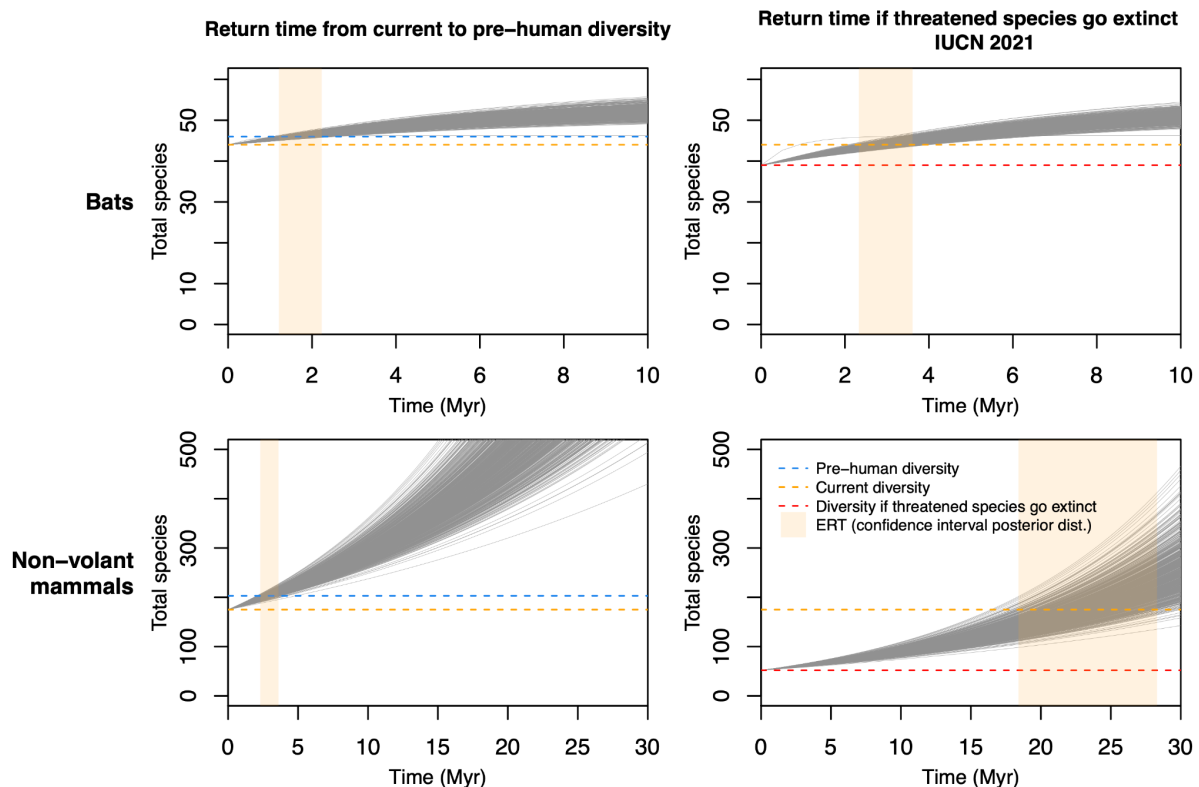 Return time from current to pre−human diversity
Return time if threatened species go extinct
IUCN 2021
Bats
Total species
0
10
30
50
0
2
4
6
8
10
Time (Myr)
Total species
0
10
30
50
0
2
4
6
8
10
Time (Myr)
Non−volant
mammals
Total species
0
100
300
500
0
5
10
15
20
25
30
Time (Myr)
Total species
0
100
300
500
Pre−human diversity
Current diversity
Diversity if threatened species go extinct
ERT (confidence interval posterior dist.)
0
5
10
15
20
25
30
Time (Myr)